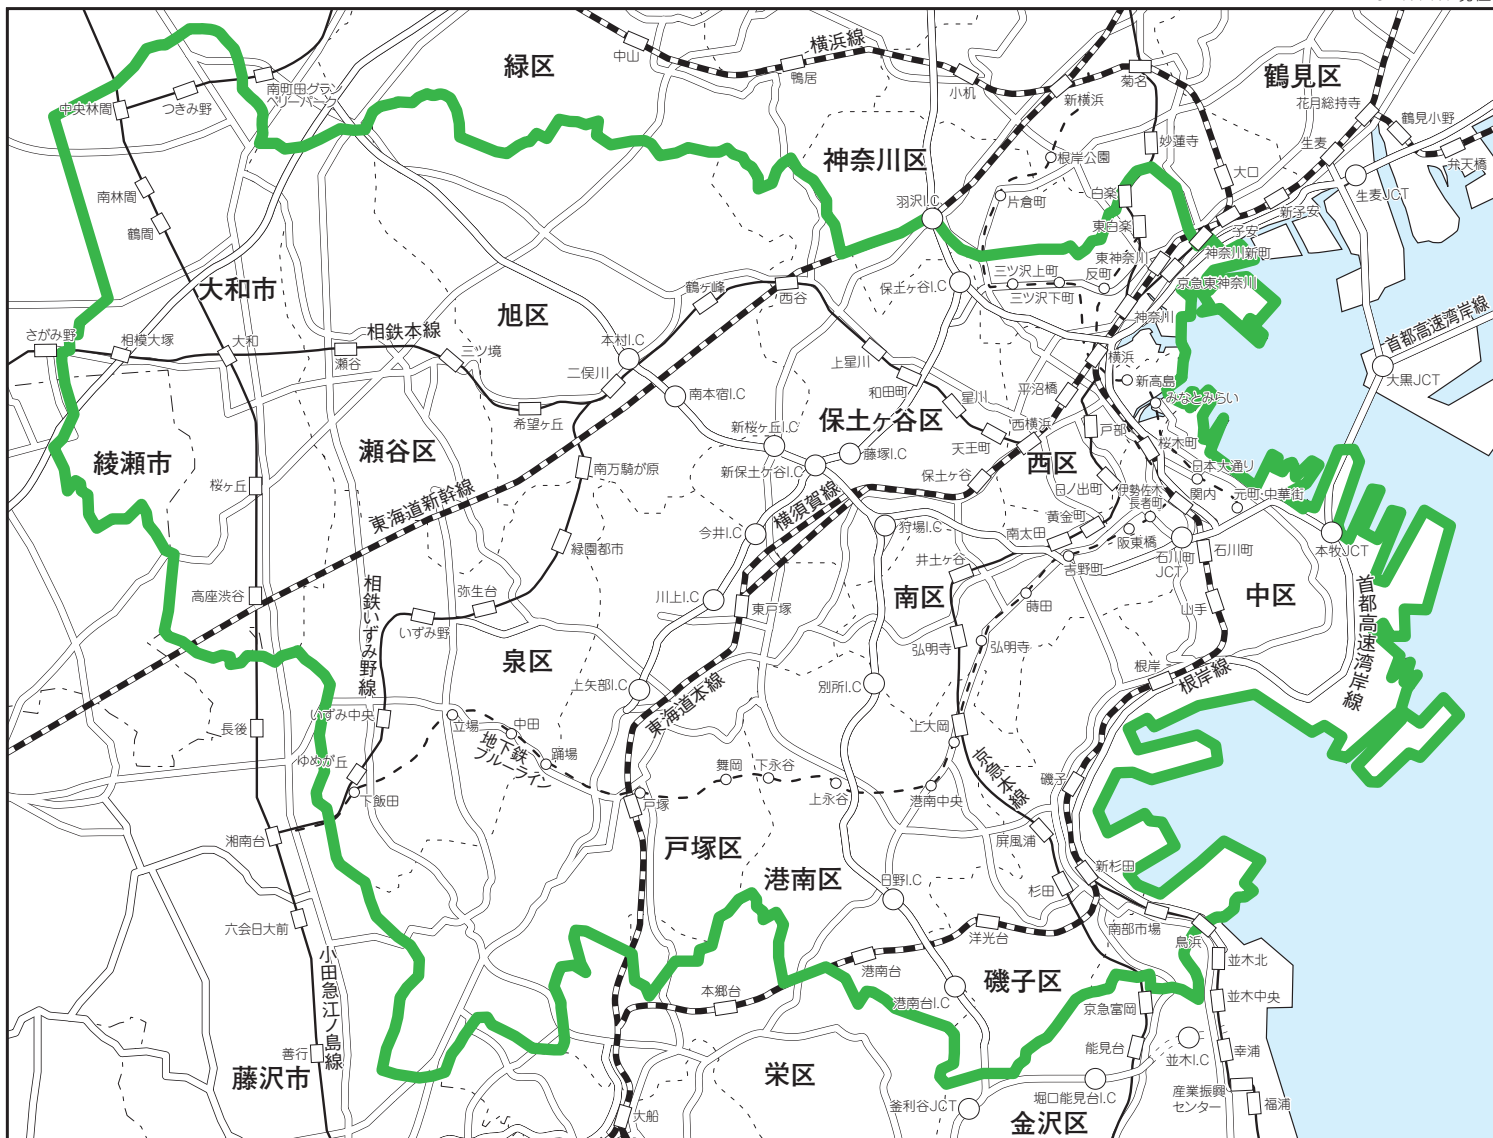 緑区
中山
横浜線
鴨居
小机
新横浜
菊名
鶴見区
花月総持寺
鶴見小野
生麦
弁天橋
中央林間
つきみ野
南町田グラン
ベリーパーク
神奈川区
根岸公園
妙蓮寺
大口
生麦JCT
南林間
鶴間
羽沢I.C
片倉町
白楽
東白楽
新子安
子安
神奈川新町
東神奈川
京急東神奈川
大和市
旭区
鶴ヶ峰
西谷
保土ヶ谷I.C
三ツ沢上町
反町
三ツ沢下町
神奈川
首都高速湾岸線
さがみ野
相模大塚
大和
相鉄本線
瀬谷
三ツ境
本村I.C
二俣川
上星川
横浜
新高島
大黒JCT
南本宿I.C
和田町
平沼橋
みなとみらい
希望ヶ丘
星川
新桜ヶ丘I.C
保土ヶ谷区
西横浜
戸部
桜木町
綾瀬市
瀬谷区
天王町
藤塚I.C
西区
日本大通り
南万騎が原
新保土ケ谷I.C
保土ヶ谷
日ノ出町
伊勢佐木
長者町
関内
元町・中華街
桜ヶ丘
東海道新幹線
横須賀線
黄金町
今井I.C
狩場I.C
南太田
阪東橋
石川町
JCT
石川町
本牧JCT
緑園都市
井土ヶ谷
吉野町
高座渋谷
相鉄いずみ野線
弥生台
いずみ野
川上I.C
東戸塚
南区
蒔田
山手
中区
首都高速湾岸線
泉区
弘明寺
弘明寺
根岸
根岸線
上矢部I.C
東海道本線
別所I.C
長後
いずみ中央
立場
中田
上大岡
地下鉄
ブルーライン
踊場
ゆめが丘
舞岡
下永谷
京急本線
磯子
下飯田
戸塚
上永谷
港南中央
湘南台
戸塚区
屏風浦
港南区
日野I.C
新杉田
杉田
六会日大前
小田急江ノ島線
洋光台
南部市場
鳥浜
港南台
並木北
本郷台
港南台I.C
磯子区
京急富岡
並木中央
善行
藤沢市
栄区
能見台
並木I.C
幸浦
大船
釜利谷JCT
堀口能見台I.C
産業振興
センター
福浦
金沢区